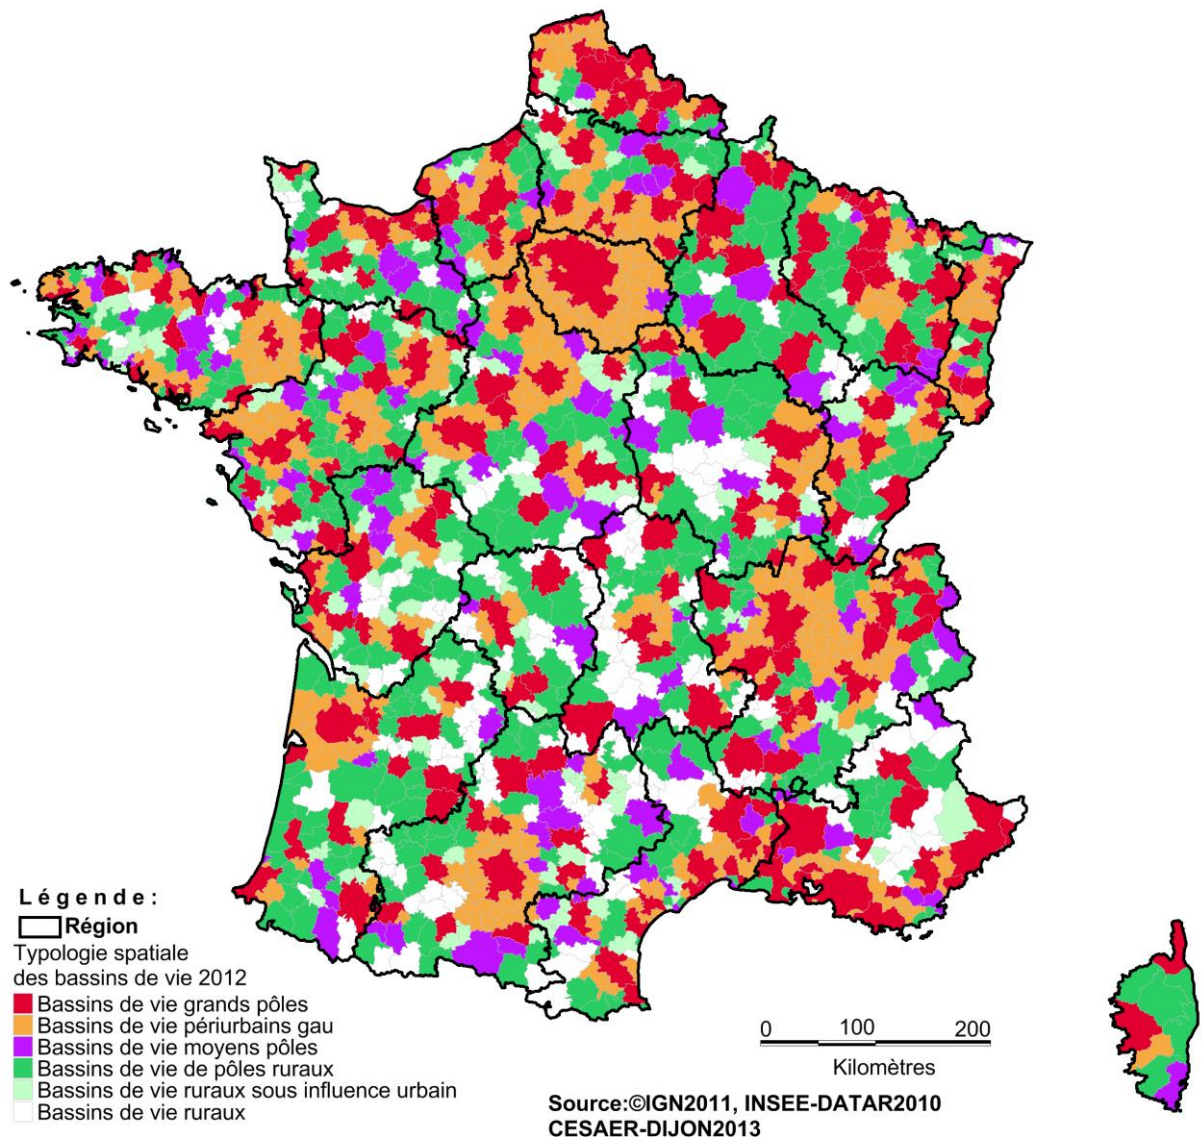 Légende:
Région
Typologie spatiale
des bassins de vie 2012
Bassins de vie grands pôles
Bassins de vie périurbains gau
Bassins de vie moyens pôles
Bassins de vie de pôles ruraux
Bassins de vie ruraux sous influence urbain
Bassins de vie ruraux
0 100 200
Kilomètres
Source:©IGN2011, INSEE-DATAR2010
CESAER-DIJON2013